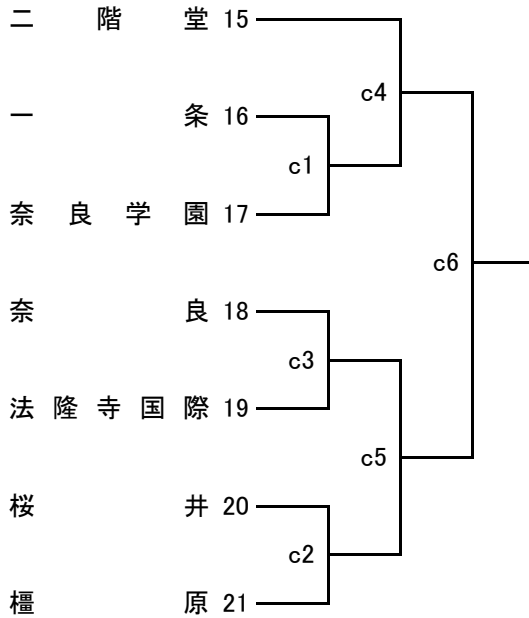 二階堂 15
c4
一条 16
c1
奈良学園 17
c6
奈良 18
c3
法隆寺国際 19
c5
桜井 20
c2
橿原 21